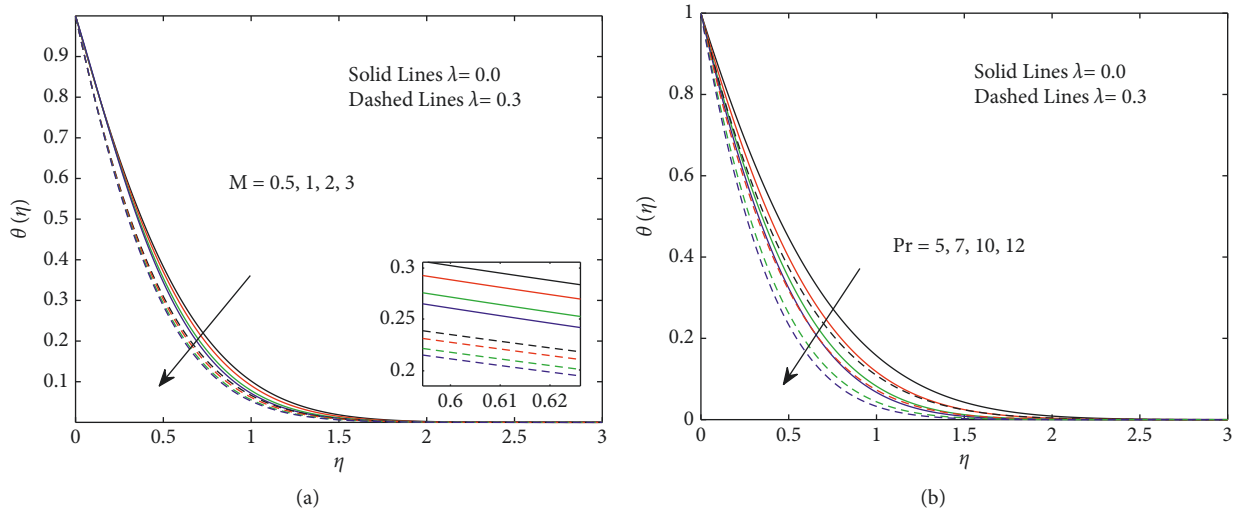 0.9
0.8
0.7
0.6
0.5
0.4
0.3
0.2
0.1
θ (η)
Solid Lines λ= 0.0
Dashed Lines λ= 0.3
M = 0.5, 1, 2, 3
0.3
0.25
0.2
0.6 0.61 0.62
0 0.5 1 1.5 2 2.5 3
η
(a)
1
0.8
0.6
0.4
0.2
0
θ (η)
Solid Lines λ= 0.0
Dashed Lines λ= 0.3
Pr = 5, 7, 10, 12
0 0.5 1 1.5 2 2.5 3
η
(b)